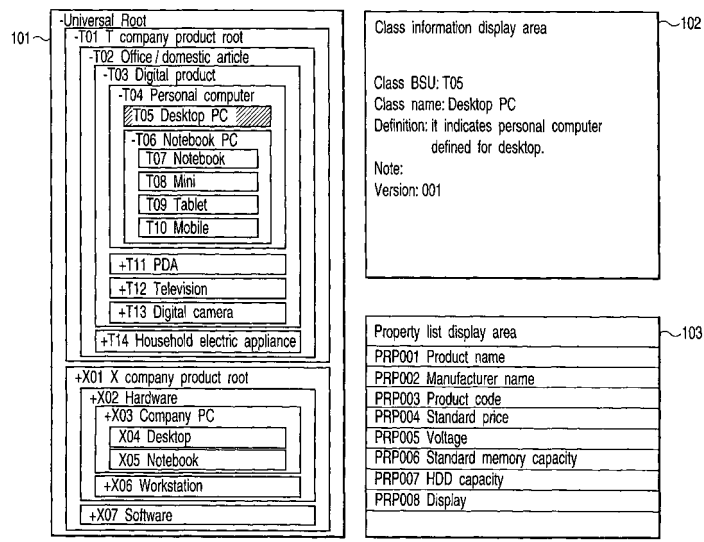 101
-Universal Root
-T01 T company product root
-T02 Office / domestic article
-T03 Digital product
-T04 Personal computer
T05 Desktop PC
-T06 Notebook PC
T07 Notebook
T08 Mini
T09 Tablet
T10 Mobile
+T11 PDA
+T12 Television
+T13 Digital camera
+T14 Household electric appliance
+X01 X company product root
+X02 Hardware
+X03 Company PC
X04 Desktop
X05 Notebook
+X06 Workstation
+X07 Software
102
Class information display area
Class BSU: T05
Class name: Desktop PC
Definition: it indicates personal computer
defined for desktop.
Note:
Version: 001
103
Property list display area
PRP001 Product name
PRP002 Manufacturer name
PRP003 Product code
PRP004 Standard price
PRP005 Voltage
PRP006 Standard memory capacity
PRP007 HDD capacity
PRP008 Display